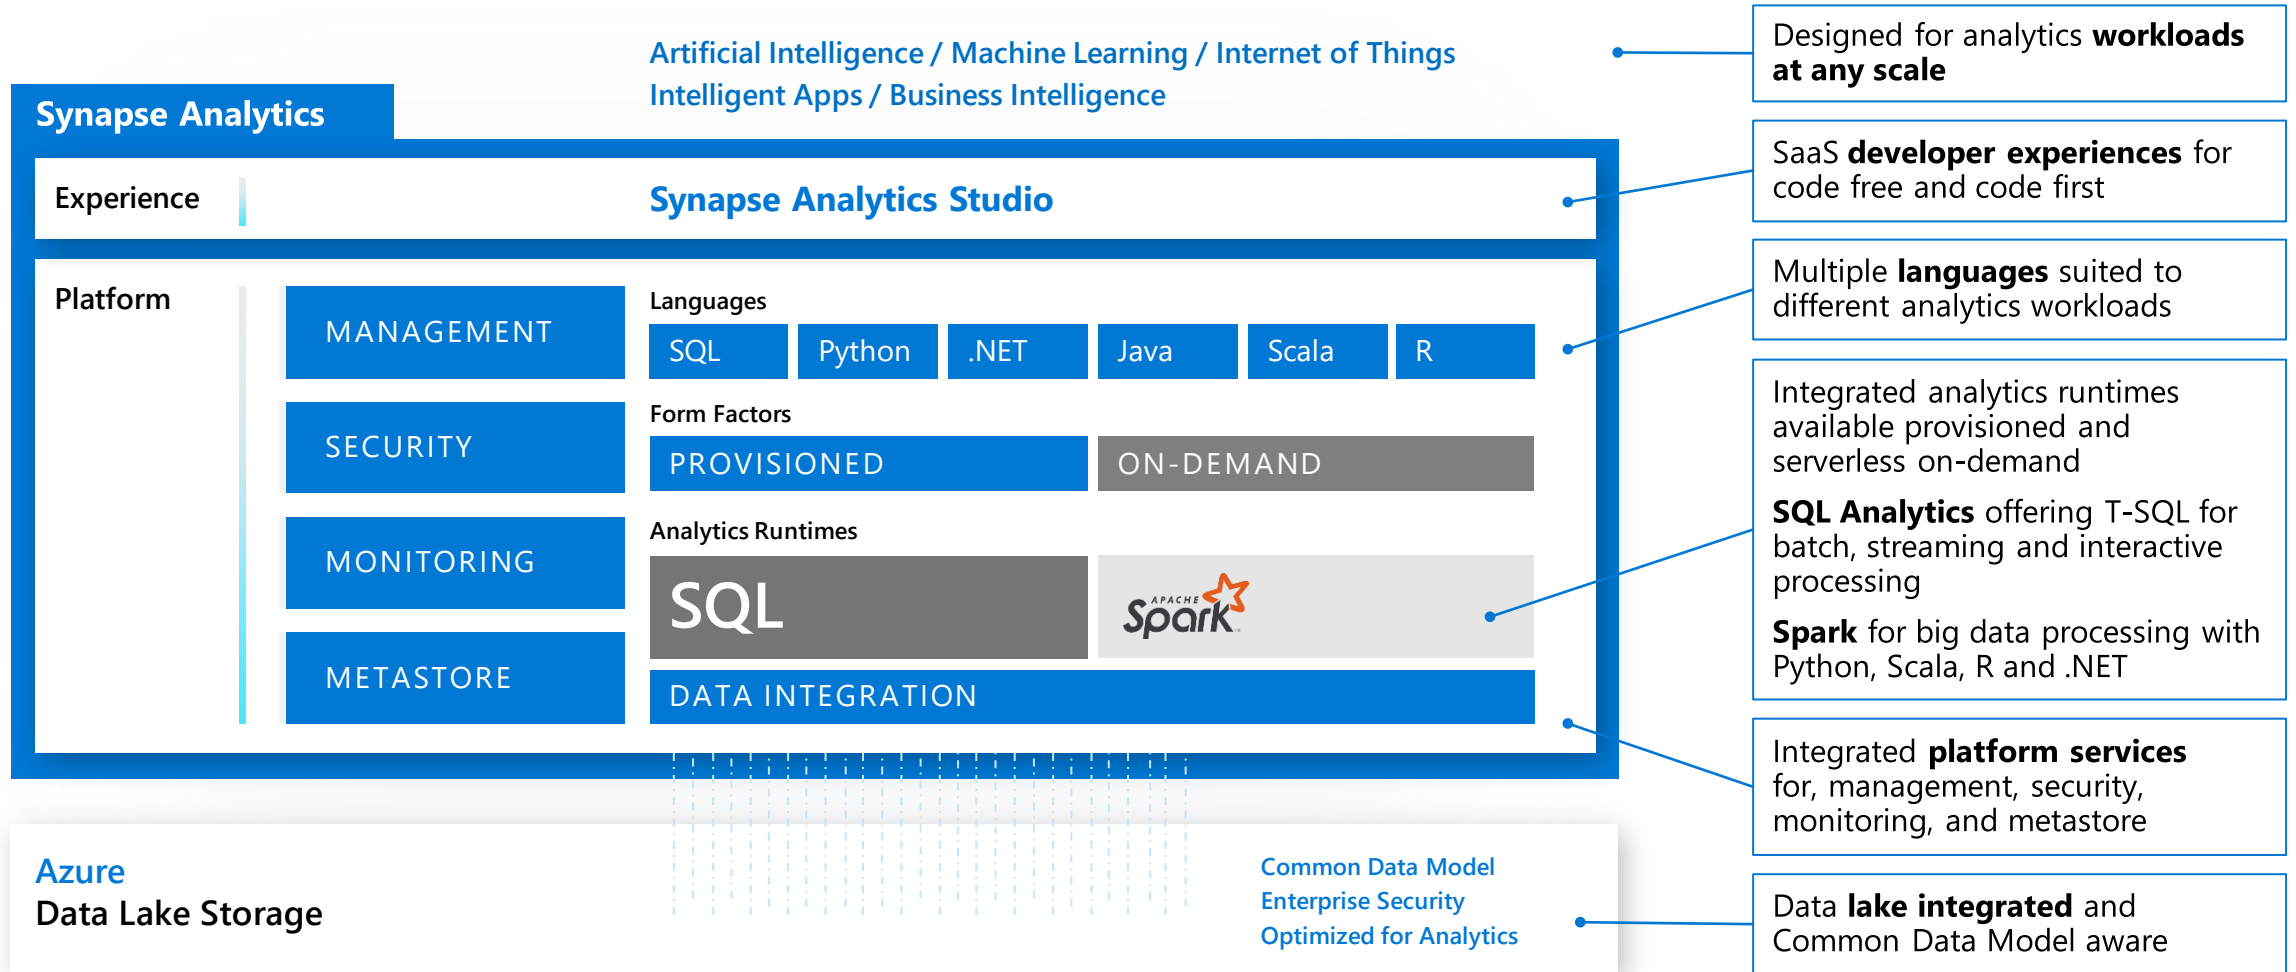 Artificial Intelligence / Machine Learning / Internet of Things
Intelligent Apps / Business Intelligence
Synapse Analytics
Experience
Synapse Analytics Studio
Platform
MANAGEMENT
SECURITY
MONITORING
METASTORE
Languages
SQL
Python
.NET
Java
Scala
R
Form Factors
PROVISIONED
ON-DEMAND
Analytics Runtimes
SQL
APACHE
Spark
DATA INTEGRATION
Azure
Data Lake Storage
Common Data Model
Enterprise Security
Optimized for Analytics
Designed for analytics workloads
at any scale
SaaS developer experiences for
code free and code first
Multiple languages suited to
different analytics workloads
Integrated analytics runtimes
available provisioned and
serverless on-demand
SQL Analytics offering T-SQL for
batch, streaming and interactive
processing
Spark for big data processing with
Python, Scala, R and .NET
Integrated platform services
for, management, security,
monitoring, and metastore
Data lake integrated and
Common Data Model aware